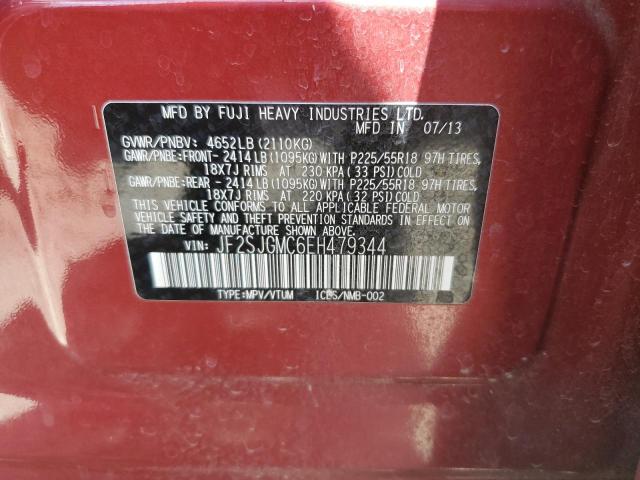 MFD BY FUJI HEAVY INDUSTRIES LTD.
MFD IN 07/13
GVWR/PNBV: 4652LB (2110KG)
GAWR/PNBE:FRONT- 2414LB (1095KG) WITH P225/55R18 97H TIRES,
18X7J RIMS AT 230 KPA (33 PSI) COLD
GAWR/PNBE:REAR - 2414LB (1095KG) WITH P225/55R18 97H TIRES,
18X7J RIMS AT 220 KPA (32 PSI) COLD
THIS VEHICLE CONFORMS TO ALL APPLICABLE FEDERAL MOTOR
VEHICLE SAFETY AND THEFT PREVENTION STANDARDS IN EFFECT
ON THE DATE OF MANUFACTURE SHOWN ABOVE.
VIN: JF2SJGMC6EH479344
TYPE:MPV/VTUM ICES/NMB-002